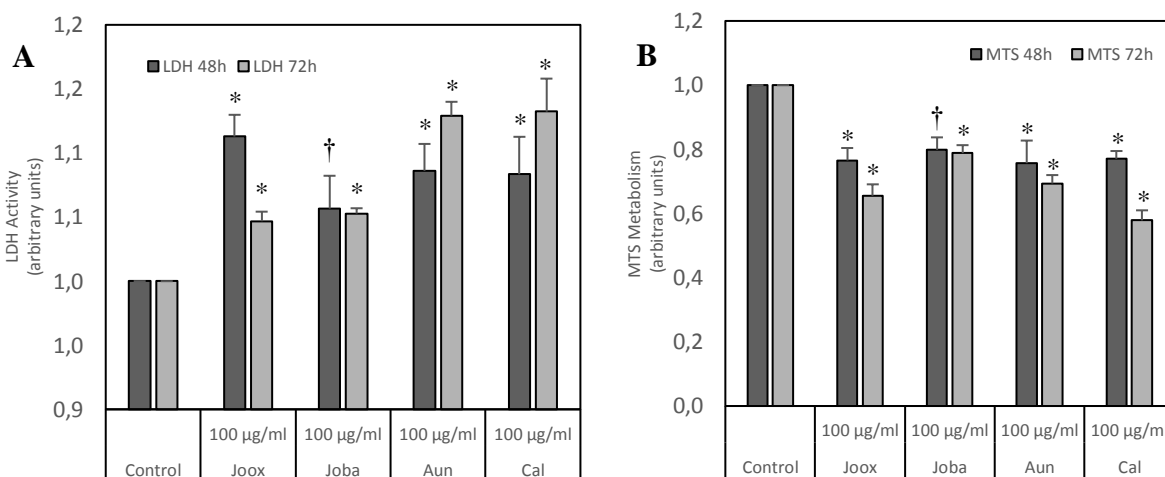 A
LDH 48h LDH 72h
LDH Activity
(arbitrary units)
1,2
1,2
1,1
1,1
1,0
1,0
0,9
* * † * * * * *
100 µg/ml 100 µg/ml 100 µg/ml 100 µg/ml
Control Joox Joba Aun Cal
B
MTS 48h MTS 72h
MTS Metabolism
(arbitrary units)
1,2
1,0
0,8
0,6
0,4
0,2
0,0
* * † * * * * *
100 µg/ml 100 µg/ml 100 µg/ml 100 µg/m
Control Joox Joba Aun Cal